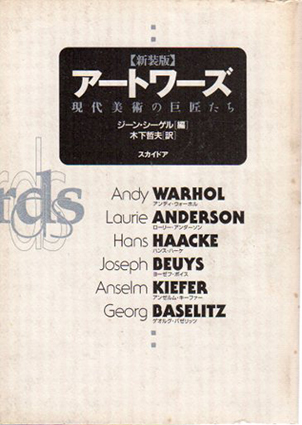 【新装版】
アートワーズ
現代美術の巨匠たち
ジーン・シーゲル[編]
木下哲夫[訳]
スカイドア
rds
ds
Andy WARHOL
アンディ・ウォーホル
Laurie ANDERSON
ローリー・アンダーソン
Hans HAACKE
ハンス・ハーケ
Joseph BEUYS
ヨーゼフ・ボイス
Anselm KIEFER
アンゼルム・キーファー
Georg BASELITZ
ゲオルグ・バゼリッツ